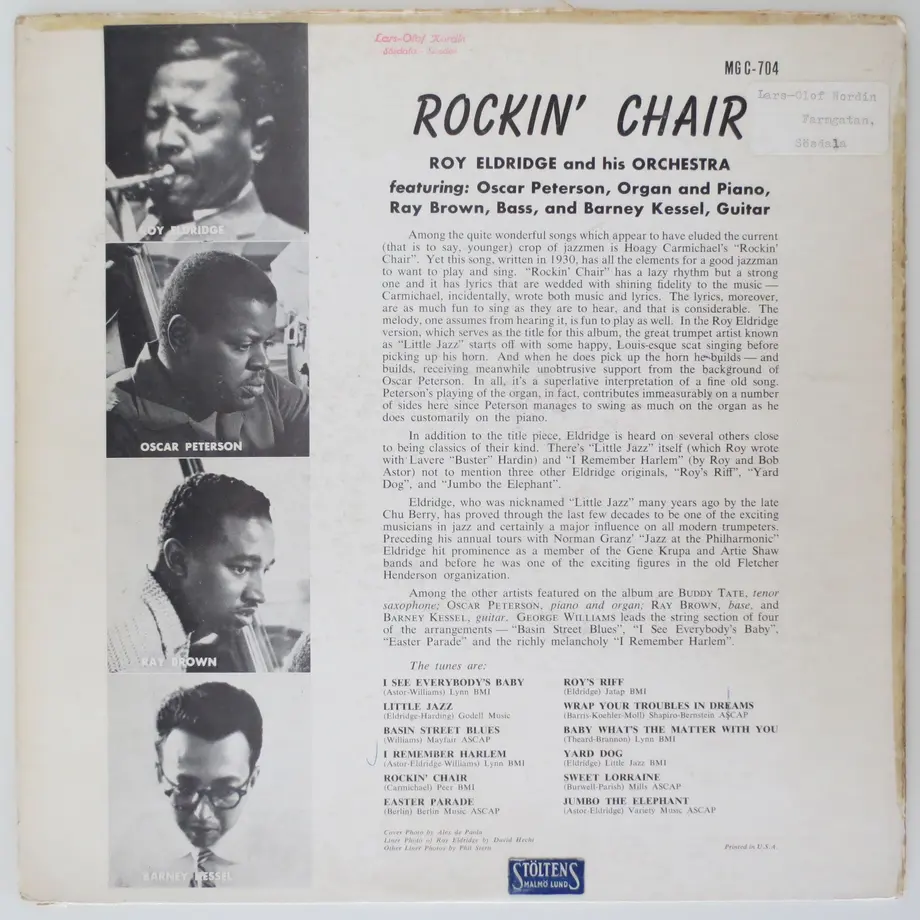 ROY ELDRIDGE
OSCAR PETERSON
RAY BROWN
BARNEY KESSEL
Lars-Olof
MG C-704
Lars-Olof Nordin
Farmgatan,
Sösdala
ROCKIN' CHAIR
ROY ELDRIDGE and his ORCHESTRA
featuring: Oscar Peterson, Organ and Piano,
Ray Brown, Bass, and Barney Kessel, Guitar
Among the quite wonderful songs which appear to have eluded the current
(that is to say, younger) crop of jazzmen is Hoagy Carmichael's "Rockin'
Chair". Yet this song, written in 1930, has all the elements for a good jazzman
to want to play and sing. "Rockin' Chair" has a lazy rhythm but a strong
one and it has lyrics that are wedded with shining fidelity to the music —
Carmichael, incidentally, wrote both music and lyrics. The lyrics, moreover,
are as much fun to sing as they are to hear, and that is considerable. The
melody, one assumes from hearing it, is fun to play as well. In the Roy Eldridge
version, which serves as the title for this album, the great trumpet artist known
as "Little Jazz" starts off with some happy, Louis-esque scat singing before
picking up his horn. And when he does pick up the horn he builds — and
builds, receiving meanwhile unobtrusive support from the background of
Oscar Peterson. In all, it's a superlative interpretation of a fine old song.
Peterson's playing of the organ, in fact, contributes immeasurably on a number
of sides here since Peterson manages to swing as much on the organ as he
does customarily on the piano.
In addition to the title piece, Eldridge is heard on several others close
to being classics of their kind. There's "Little Jazz" itself (which Roy wrote
with Lavere "Buster" Hardin) and "I Remember Harlem" (by Roy and Bob
Astor) not to mention three other Eldridge originals, "Roy's Riff", "Yard
Dog", and "Jumbo the Elephant".
Eldridge, who was nicknamed "Little Jazz" many years ago by the late
Chu Berry, has proved through the last few decades to be one of the exciting
musicians in jazz and certainly a major influence on all modern trumpeters.
Preceding his annual tours with Norman Granz' "Jazz at the Philharmonic"
Eldridge hit prominence as a member of the Gene Krupa and Artie Shaw
bands and before he was one of the exciting figures in the old Fletcher
Henderson organization.
Among the other artists featured on the album are BUDDY TATE, tenor
saxophone; OSCAR PETERSON, piano and organ; RAY BROWN, base, and
BARNEY KESSEL, guitar. GEORGE WILLIAMS leads the string section of four
of the arrangements — "Basin Street Blues", "I See Everybody's Baby",
"Easter Parade" and the richly melancholy "I Remember Harlem".
The tunes are:
I SEE EVERYBODY'S BABY
(Astor-Williams) Lynn BMI
LITTLE JAZZ
(Eldridge-Harding) Godell Music
BASIN STREET BLUES
(Williams) Mayfair ASCAP
I REMEMBER HARLEM
(Astor-Eldridge-Williams) Lynn BMI
ROCKIN' CHAIR
(Carmichael) Peer BMI
EASTER PARADE
(Berlin) Berlin Music ASCAP
ROY'S RIFF
(Eldridge) Jatap BMI
WRAP YOUR TROUBLES IN DREAMS
(Barris-Koehler-Moll) Shapiro-Bernstein ASCAP
BABY WHAT'S THE MATTER WITH YOU
(Theard-Brannon) Lynn BMI
YARD DOG
(Eldridge) Little Jazz BMI
SWEET LORRAINE
(Burwell-Parish) Mills ASCAP
JUMBO THE ELEPHANT
(Astor-Eldridge) Variety Music ASCAP
Cover Photo by Alex de Paola
Liner Photo of Roy Eldridge by David Hecht
Other Liner Photos by Phil Stern
Printed in U.S.A.
STÖLTENS
MALMÖ LUND